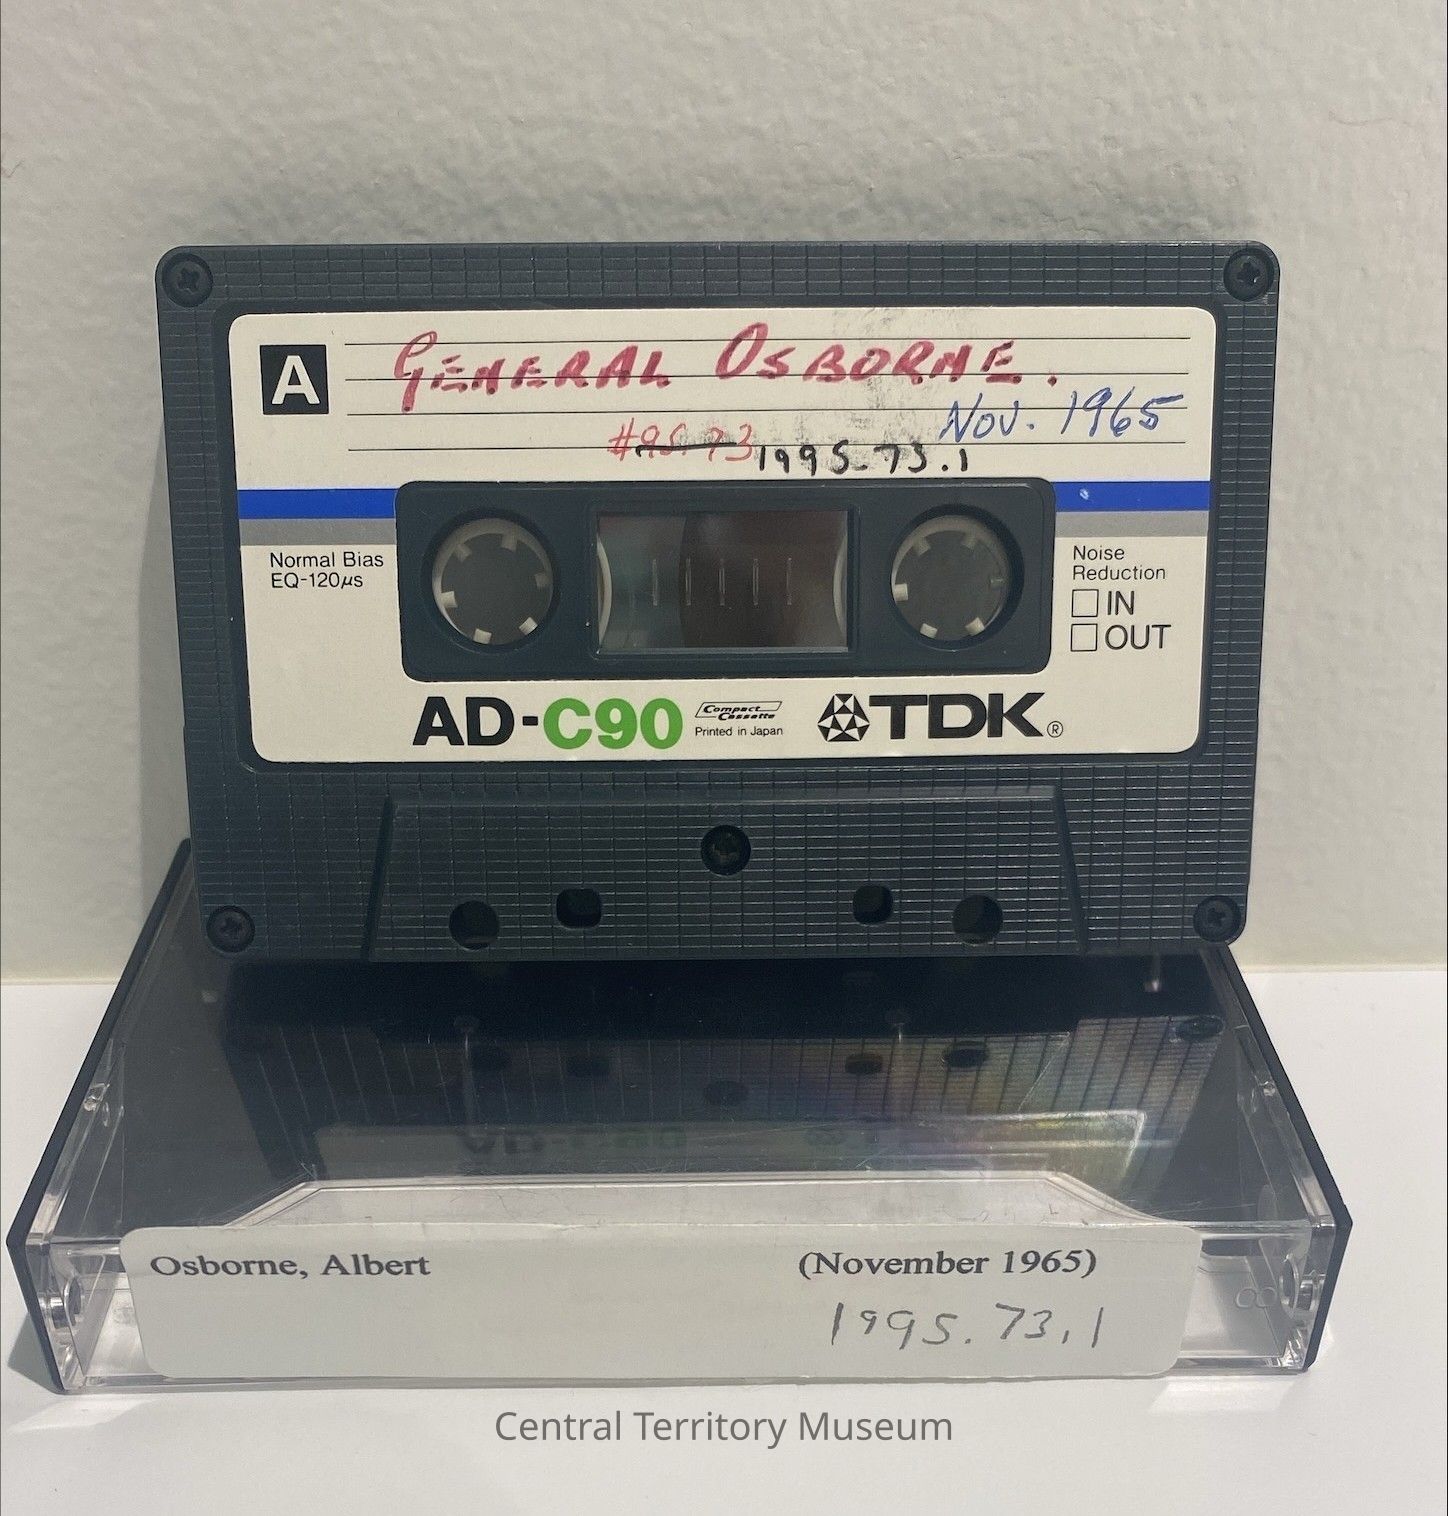 A
GENERAL OSBORNE.
Nov. 1965
#95.73 1995.73.1
Normal Bias
EQ-120μs
Noise
Reduction
IN
OUT
AD-C90
Compact
Cassette
Printed in Japan
TDK®
Osborne, Albert (November 1965)
1995.73.1
Central Territory Museum